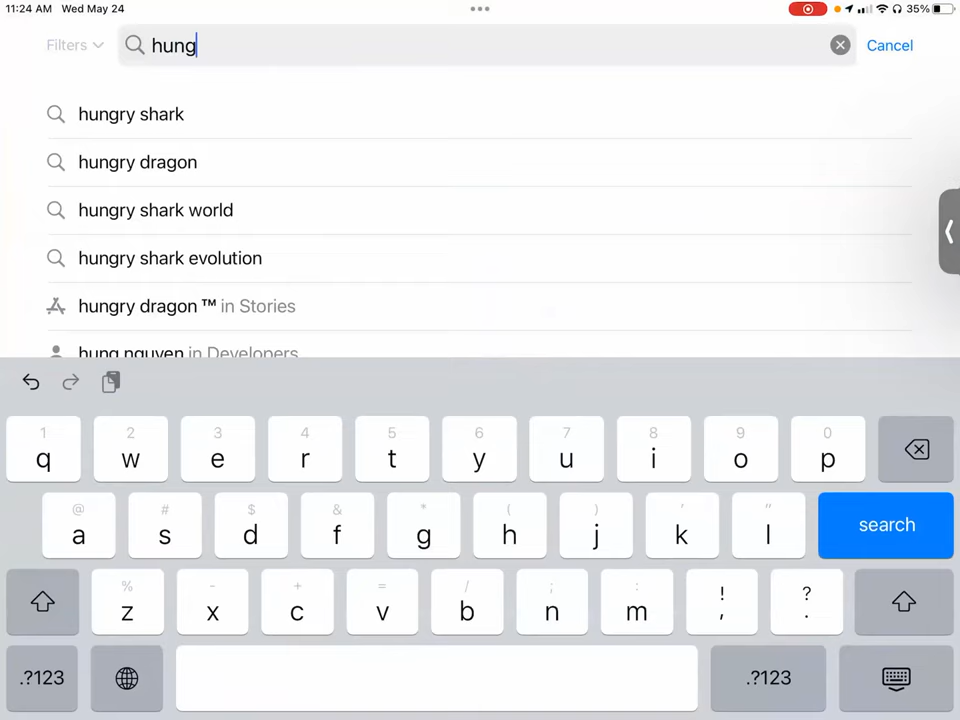 11:24 AM Wed May 24
35%
Filters
hung
Cancel
hungry shark
hungry dragon
hungry shark world
hungry shark evolution
hungry dragon ™ in Stories
hung nguyen in Developers
1 2 3 4 5 6 7 8 9 0
q w e r t y u i o p
@ # $ & * ( ) ' "
a s d f g h j k l search
% - + = / ; : ! ?
z x c v b n m , .
.?123 .?123